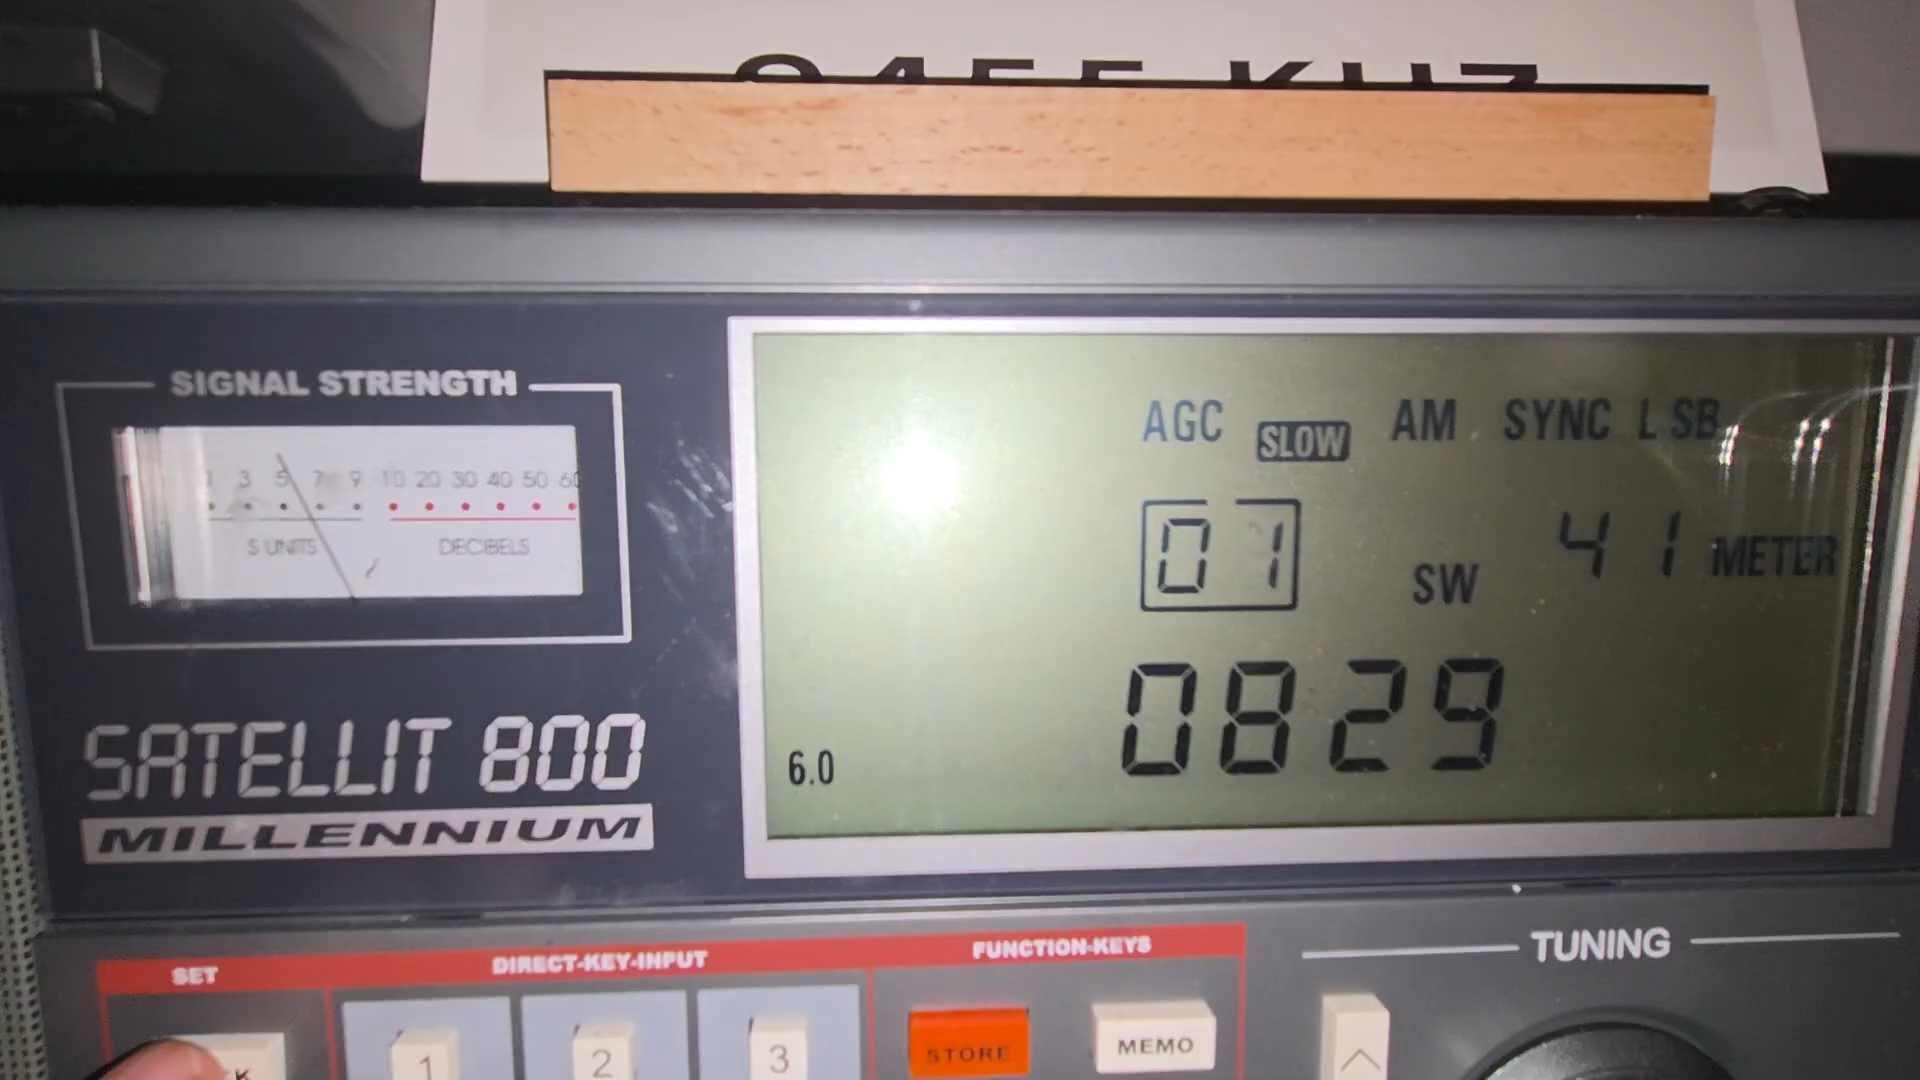 SIGNAL STRENGTH
1 3 5 7 9 10 20 30 40 50 60
S UNITS DECIBELS
AGC SLOW AM SYNC LSB
01 SW 41 METER
6.0 0829
SATELLIT 800
MILLENNIUM
SET DIRECT-KEY-INPUT FUNCTION-KEYS
TUNING
1 2 3 STORE MEMO